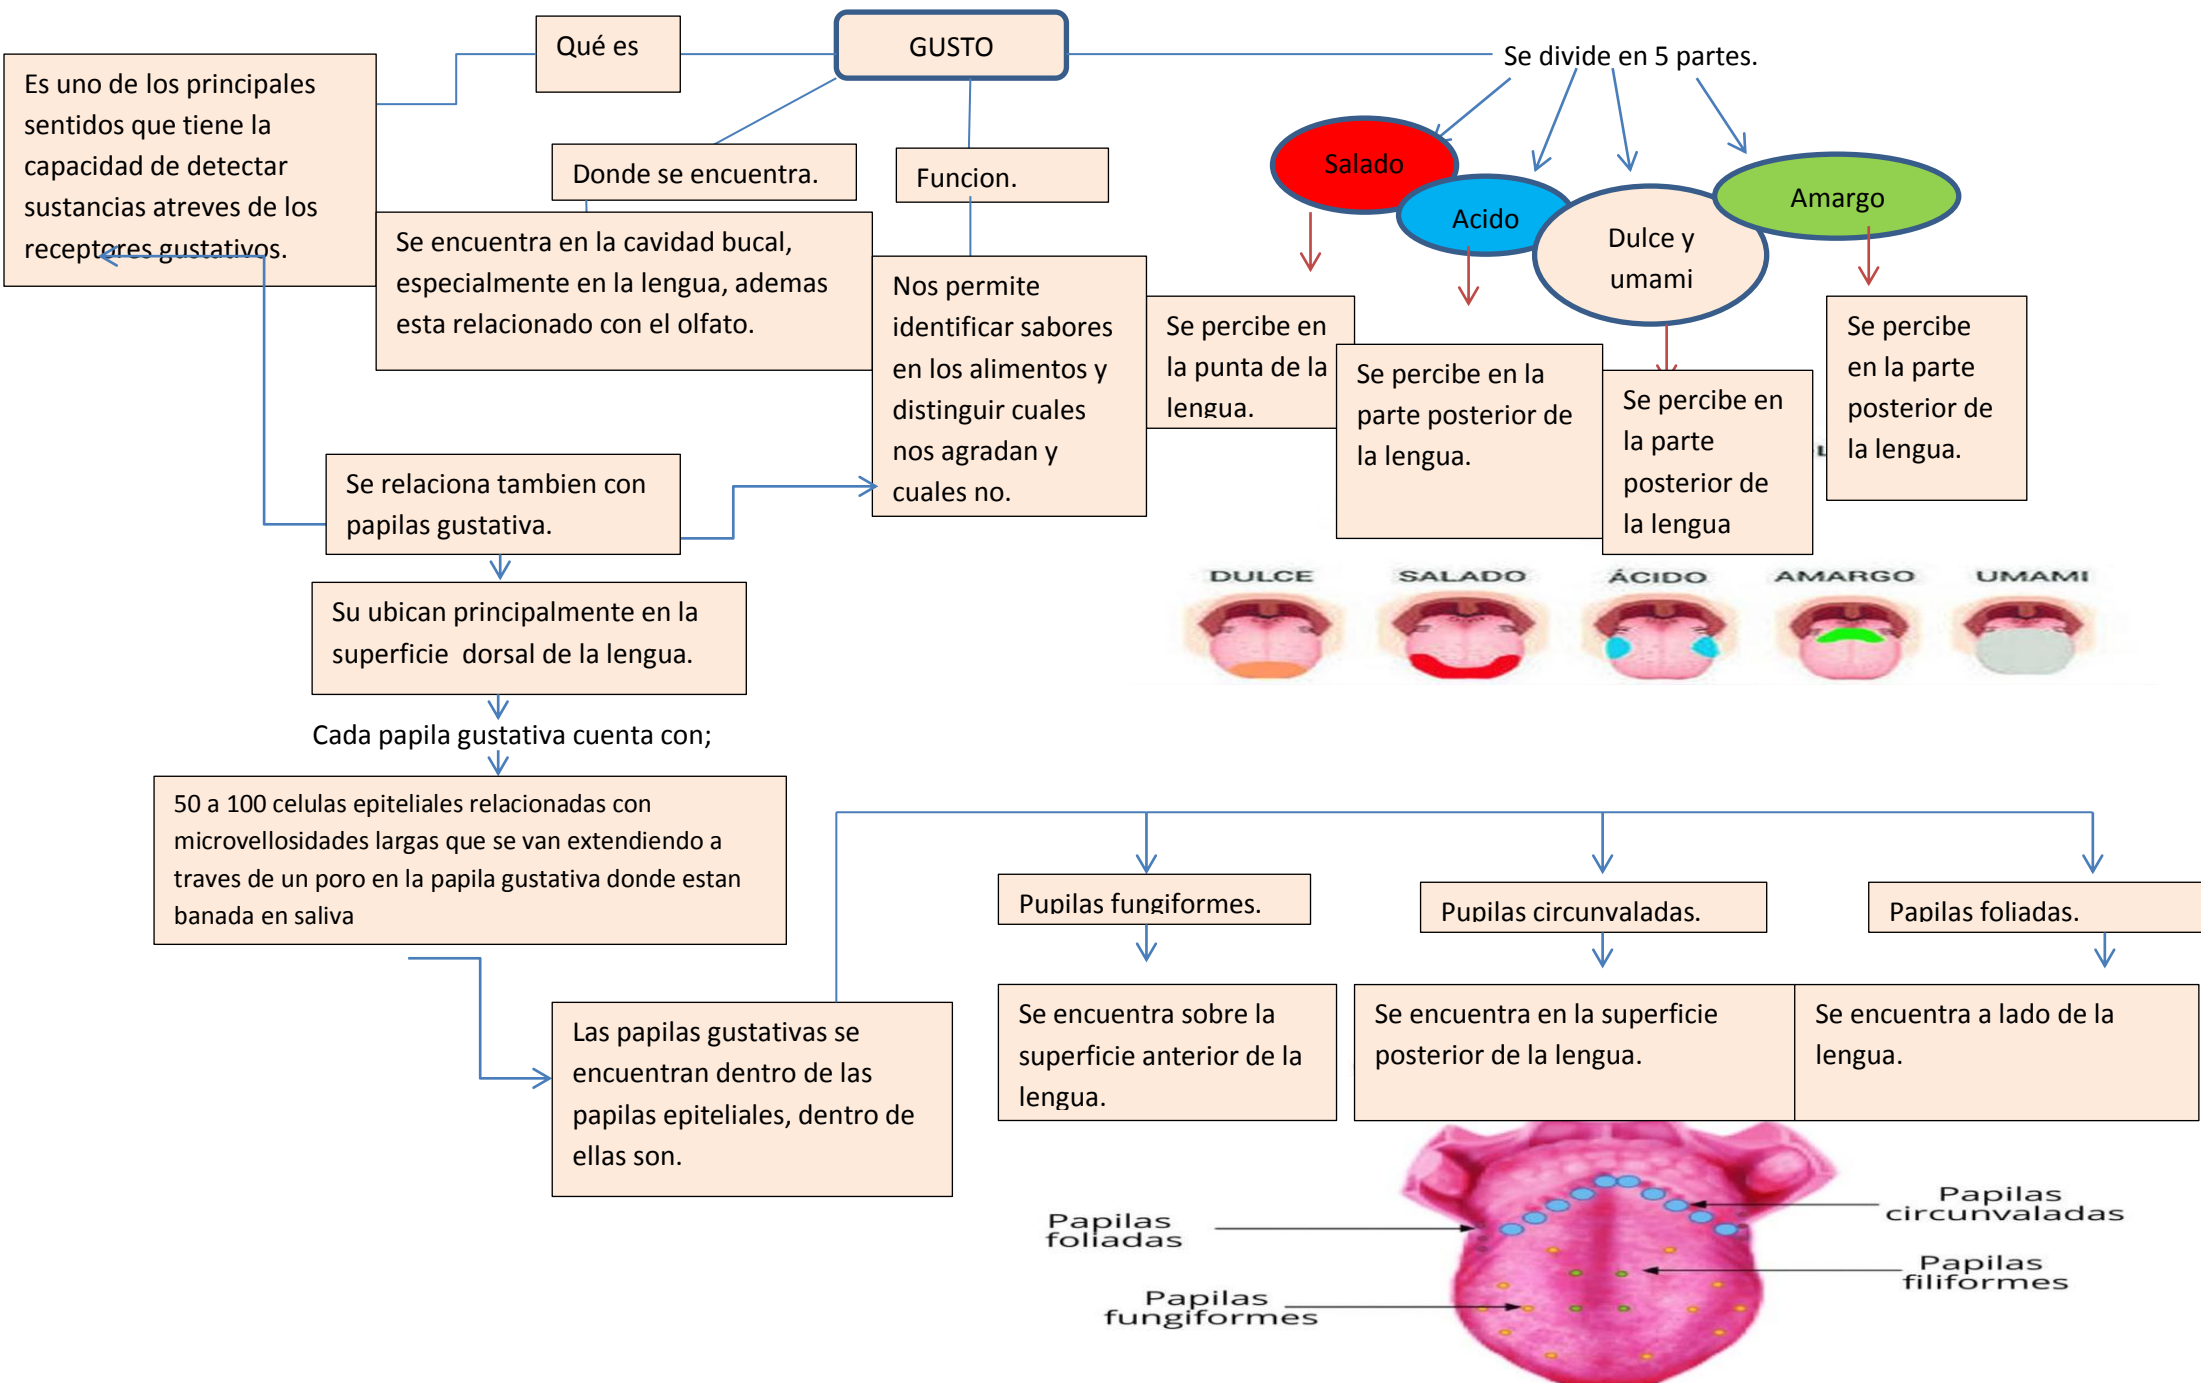 GUSTO
Qué es
Es uno de los principales
sentidos que tiene la
capacidad de detectar
sustancias atreves de los
receptores gustativos.
Donde se encuentra.
Se encuentra en la cavidad bucal,
especialmente en la lengua, ademas
esta relacionado con el olfato.
Funcion.
Nos permite
identificar sabores
en los alimentos y
distinguir cuales
nos agradan y
cuales no.
Se divide en 5 partes.
Salado
Acido
Dulce y
umami
Amargo
Se percibe en
la punta de la
lengua.
Se percibe en la
parte posterior de
la lengua.
Se percibe en
la parte
posterior de
la lengua
Se percibe
en la parte
posterior de
la lengua.
DULCE
SALADO
ÁCIDO
AMARGO
UMAMI
Se relaciona tambien con
papilas gustativa.
Su ubican principalmente en la
superficie dorsal de la lengua.
Cada papila gustativa cuenta con;
50 a 100 celulas epiteliales relacionadas con
microvellosidades largas que se van extendiendo a
traves de un poro en la papila gustativa donde estan
banada en saliva
Las papilas gustativas se
encuentran dentro de las
papilas epiteliales, dentro de
ellas son.
Pupilas fungiformes.
Pupilas circunvaladas.
Papilas foliadas.
Se encuentra sobre la
superficie anterior de la
lengua.
Se encuentra en la superficie
posterior de la lengua.
Se encuentra a lado de la
lengua.
Papilas
foliadas
Papilas
fungiformes
Papilas
circunvaladas
Papilas
filiformes